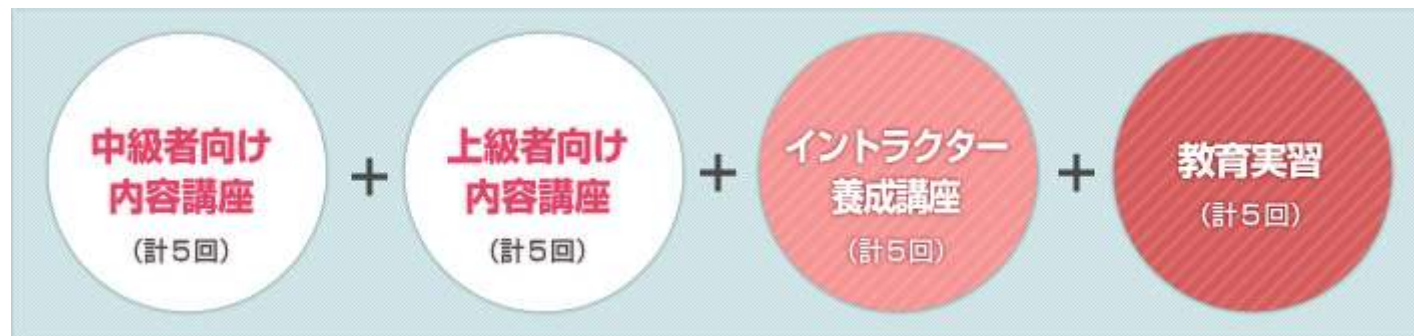 中級者向け
内容講座
(計5回)
+
上級者向け
内容講座
(計5回)
+
イントラクター
養成講座
(計5回)
+
教育実習
(計5回)